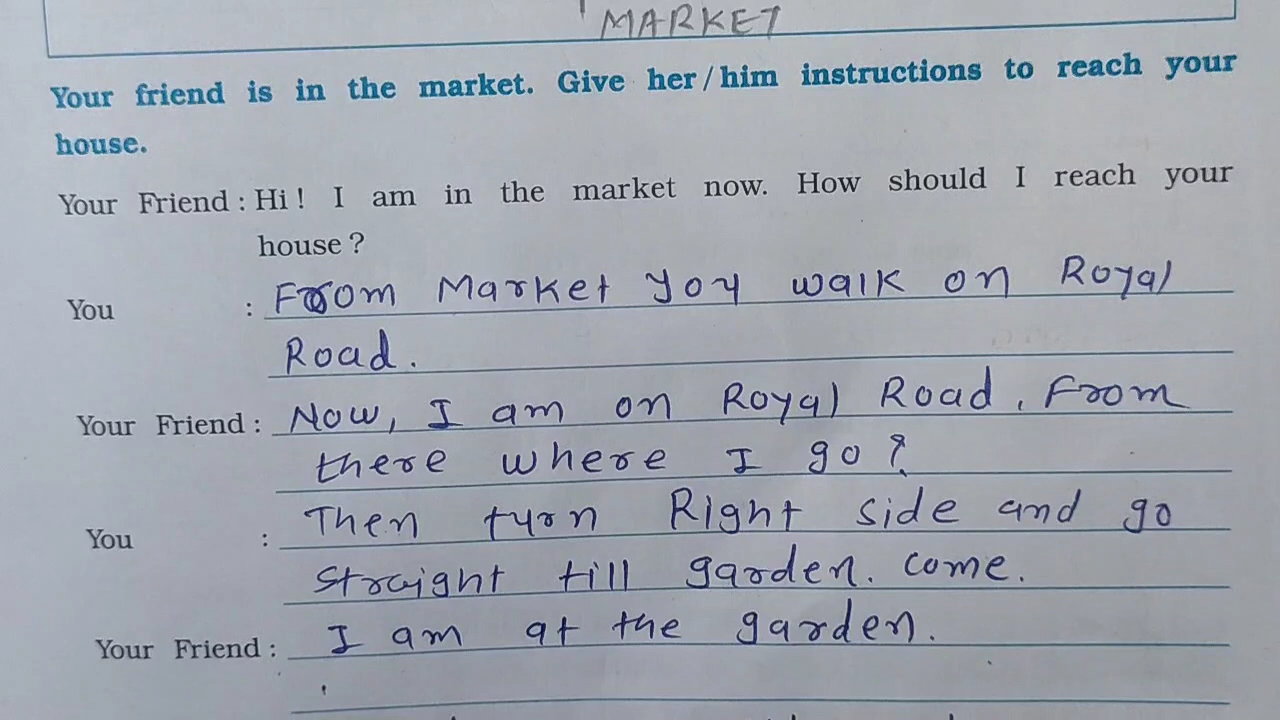 MARKET
Your friend is in the market. Give her/him instructions to reach your
house.
Your Friend : Hi! I am in the market now. How should I reach your
house?
You : From Market you walk on Royal
Road.
Your Friend : Now, I am on Royal Road. From
there where I go?
You : Then turn Right side and go
straight till garden. come.
Your Friend : I am at the garden.